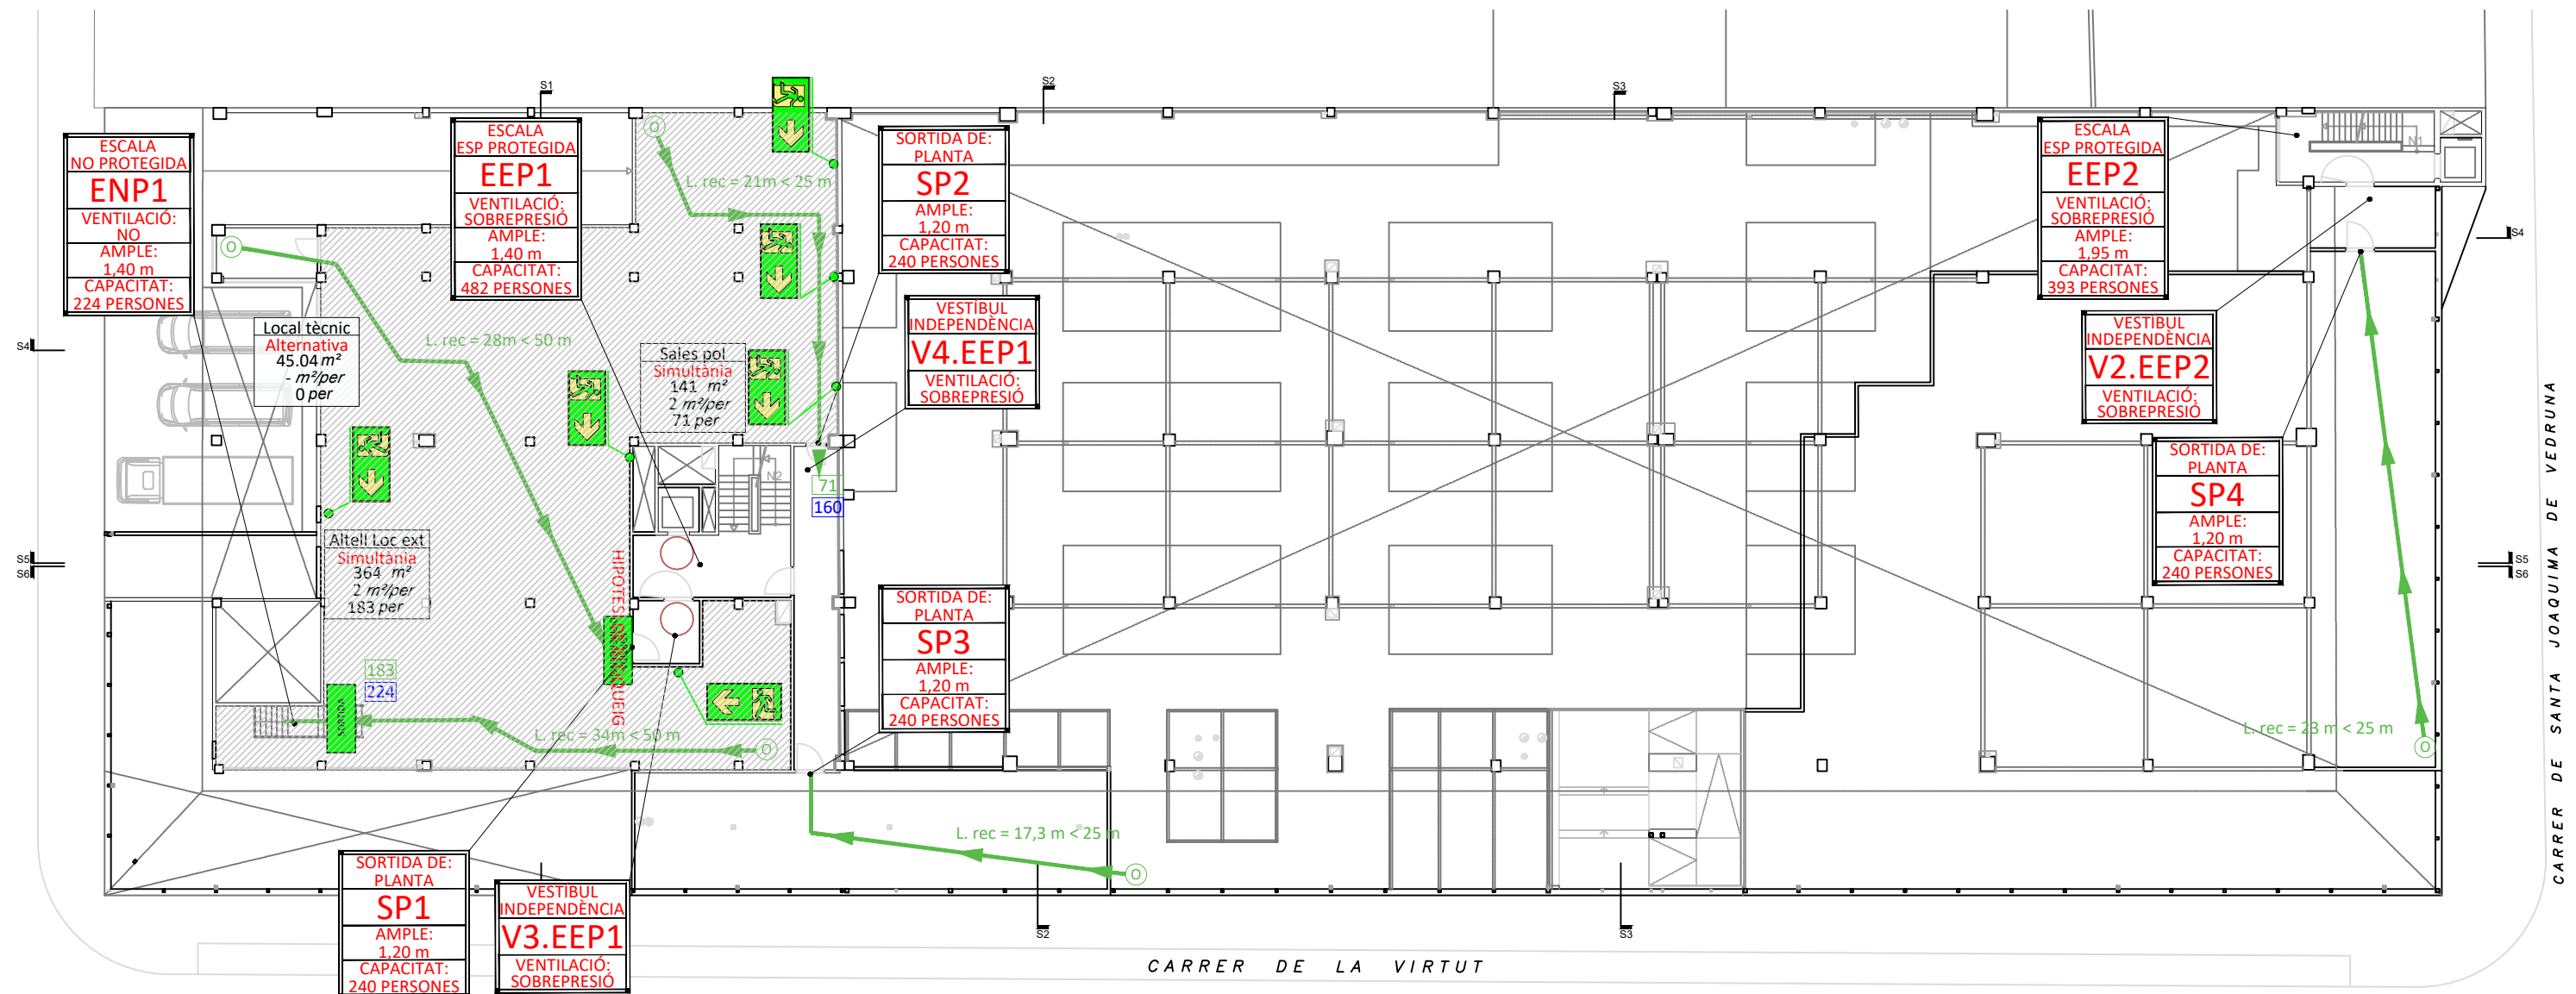 S1
S2
S3
ESCALA
NO PROTEGIDA
ENP1
VENTILACIÓ:
NO
AMPLE:
1,40 m
CAPACITAT:
224 PERSONES
ESCALA
ESP PROTEGIDA
EEP1
VENTILACIÓ:
SOBREPRESIÓ
AMPLE:
1,40 m
CAPACITAT:
482 PERSONES
L. rec = 21m < 25 m
SORTIDA DE:
PLANTA
SP2
AMPLE:
1,20 m
CAPACITAT:
240 PERSONES
ESCALA
ESP PROTEGIDA
EEP2
VENTILACIÓ:
SOBREPRESIÓ
AMPLE:
1,95 m
CAPACITAT:
393 PERSONES
N1
S4
S4
Local tècnic
Alternativa
45.04 m²
- m²/per
0 per
L. rec = 28m < 50 m
Sales pol
Simultània
141 m²
2 m²/per
71 per
VESTÍBUL
INDEPENDÈNCIA
V4.EEP1
VENTILACIÓ:
SOBREPRESIÓ
VESTÍBUL
INDEPENDÈNCIA
V2.EEP2
VENTILACIÓ:
SOBREPRESIÓ
N2
71
160
SORTIDA DE:
PLANTA
SP4
AMPLE:
1,20 m
CAPACITAT:
240 PERSONES
S5
S6
S5
S6
Altell Loc ext
Simultània
364 m²
2 m²/per
183 per
SORTIDA DE:
PLANTA
SP3
AMPLE:
1,20 m
CAPACITAT:
240 PERSONES
183
224
SORTIDA
L. rec = 34m < 50 m
L. rec = 23 m < 25 m
L. rec = 17,3 m < 25 m
SORTIDA DE:
PLANTA
SP1
AMPLE:
1,20 m
CAPACITAT:
240 PERSONES
VESTÍBUL
INDEPENDÈNCIA
V3.EEP1
VENTILACIÓ:
SOBREPRESIÓ
S2
S3
CARRER DE LA VIRTUT
CARRER DE SANTA JOAQUIMA DE VEDRUNA